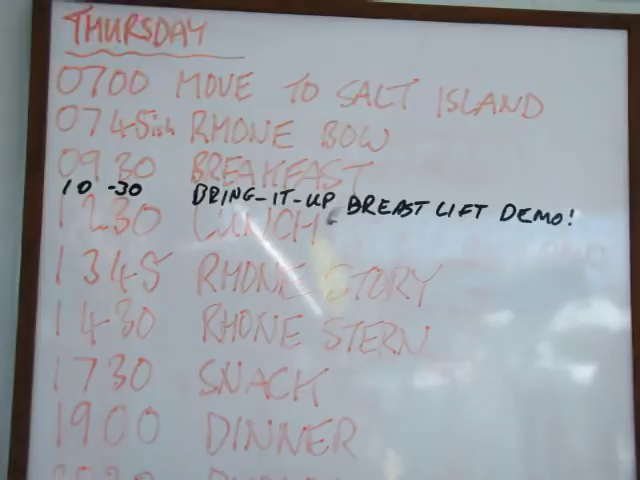 THURSDAY
0700 MOVE TO SALT ISLAND
0745ish RHONE BOW
0930 BREAKFAST
10-30 BRING-IT-UP BREAST LIFT DEMO!
1230 LUNCH
1345 RHONE STORY
1430 RHONE STERN
1730 SNACK
1900 DINNER